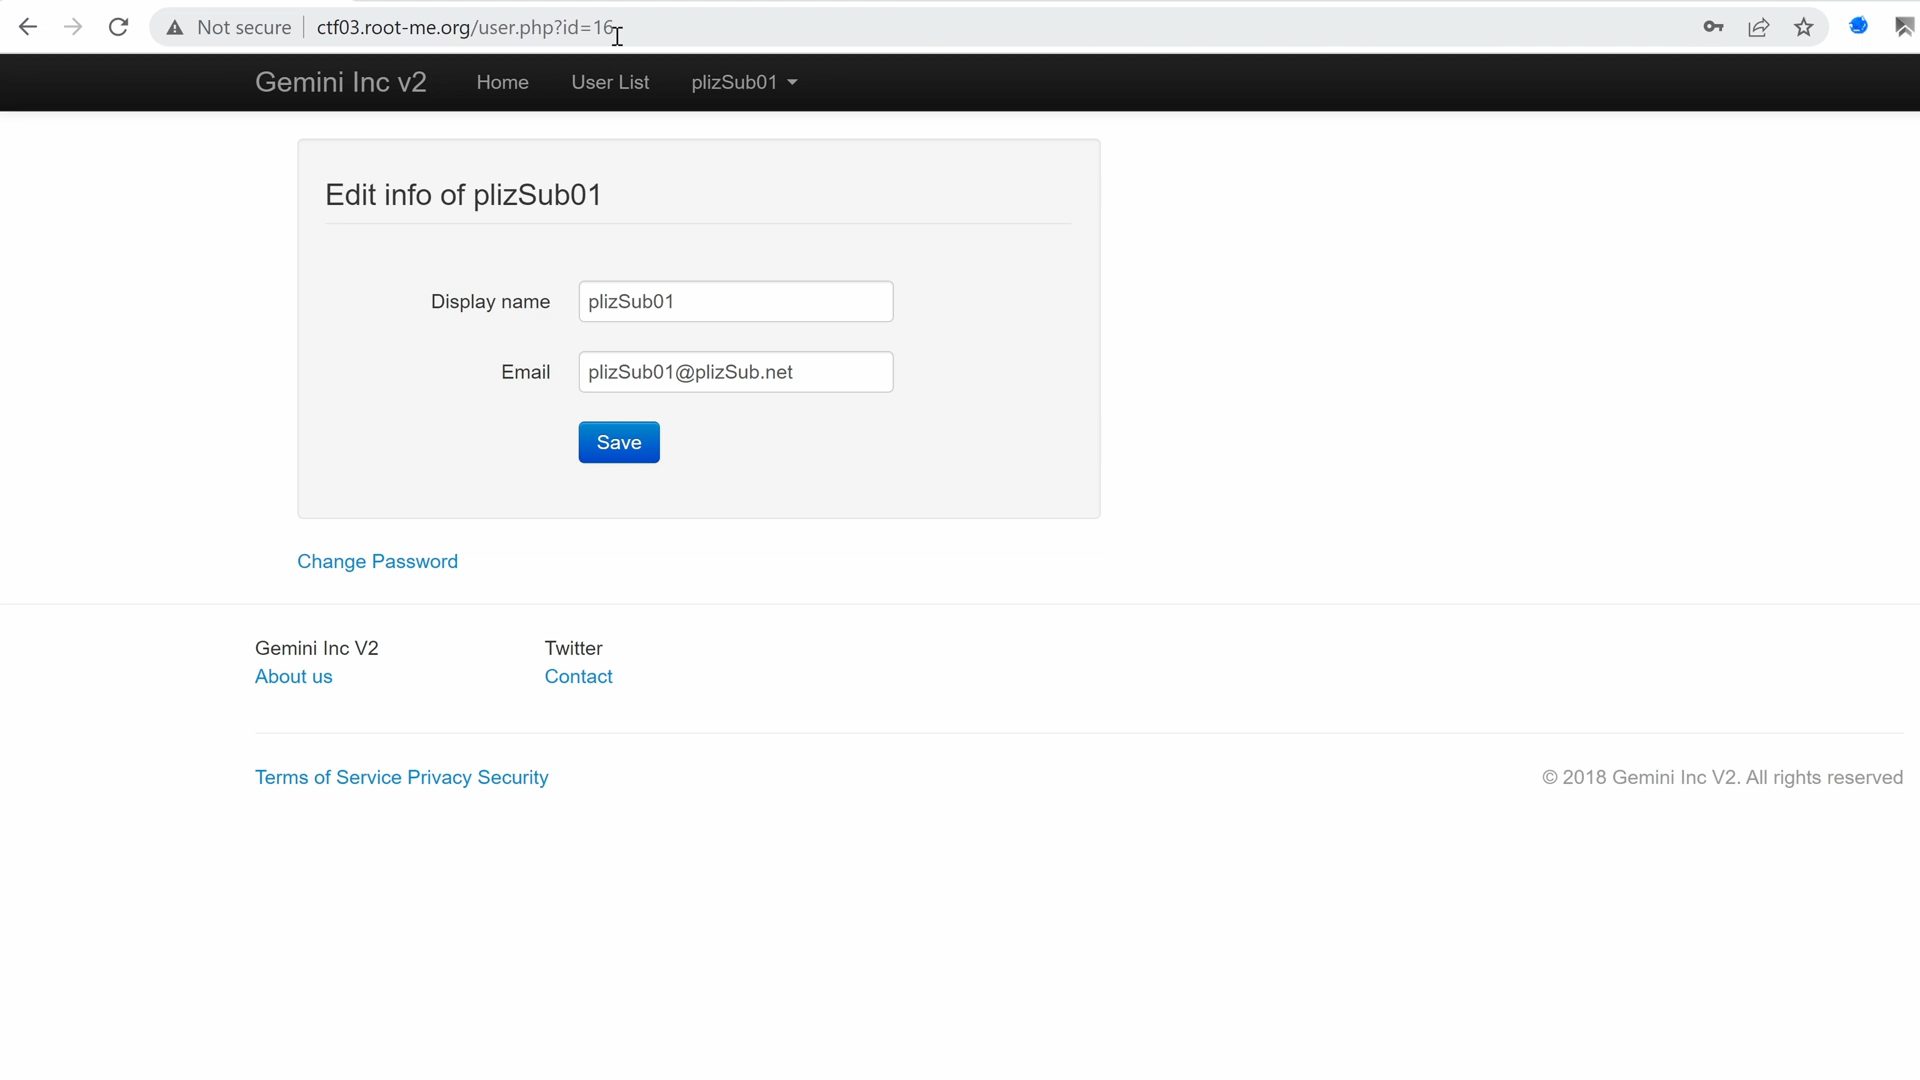 Not secure ctf03.root-me.org/user.php?id=16
Gemini Inc v2 Home User List plizSub01
Edit info of plizSub01
Display name plizSub01
Email plizSub01@plizSub.net
Save
Change Password
Gemini Inc V2 Twitter
About us Contact
Terms of Service Privacy Security © 2018 Gemini Inc V2. All rights reserved